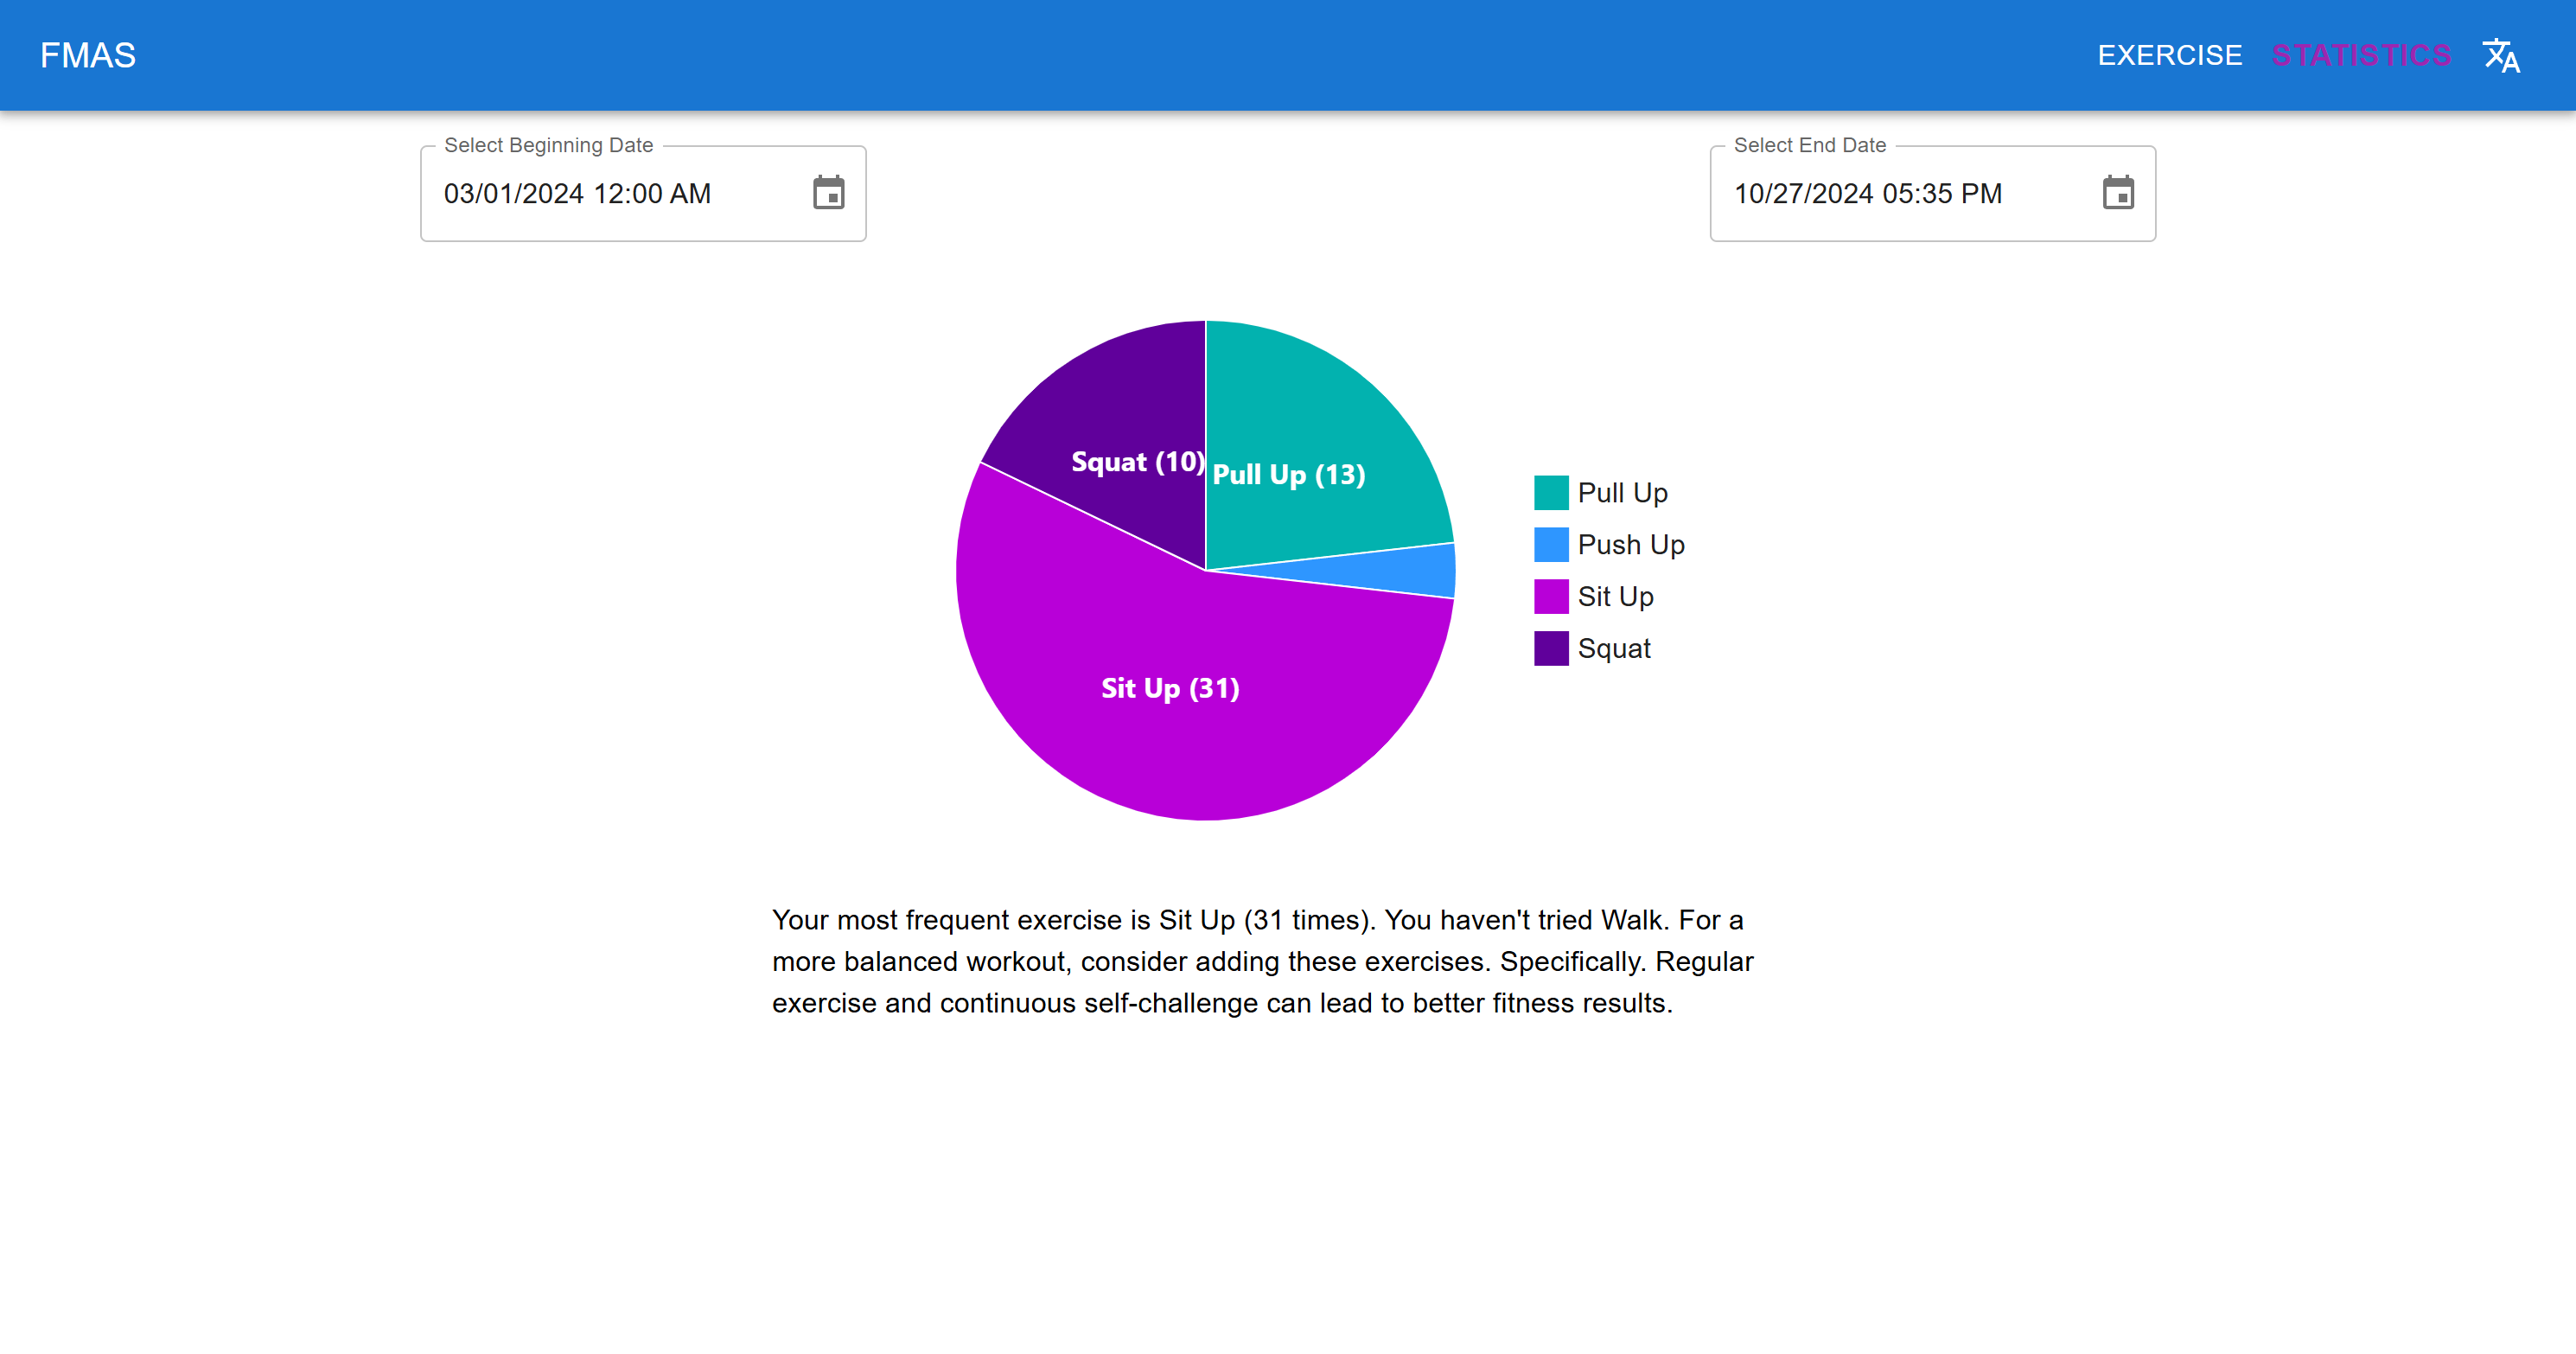 FMAS
EXERCISE STATISTICS
Select Beginning Date
03/01/2024 12:00 AM
Select End Date
10/27/2024 05:35 PM
Squat (10)
Pull Up (13)
Sit Up (31)
Pull Up
Push Up
Sit Up
Squat
Your most frequent exercise is Sit Up (31 times). You haven't tried Walk. For a
more balanced workout, consider adding these exercises. Specifically. Regular
exercise and continuous self-challenge can lead to better fitness results.